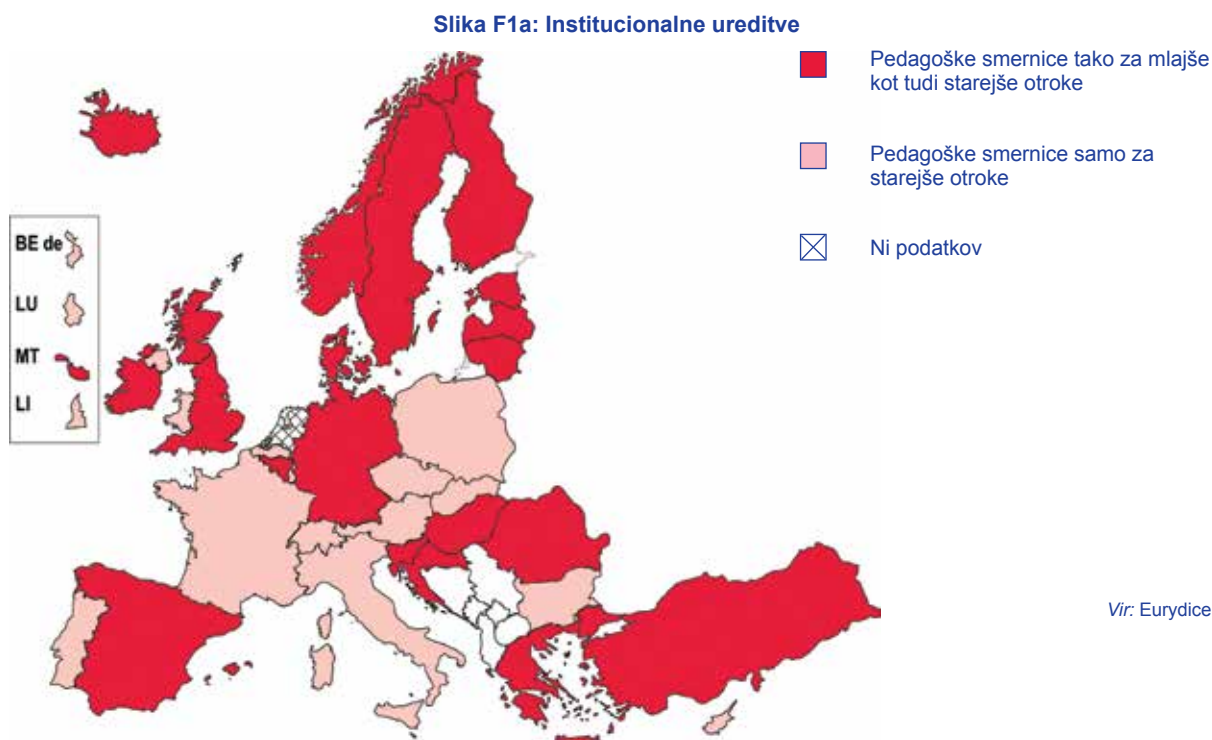 Slika F1a: Institucionalne ureditve
Pedagoške smernice tako za mlajše
kot tudi starejše otroke
Pedagoške smernice samo za
starejše otroke
Ni podatkov
BE de
LU
MT
LI
Vir: Eurydice